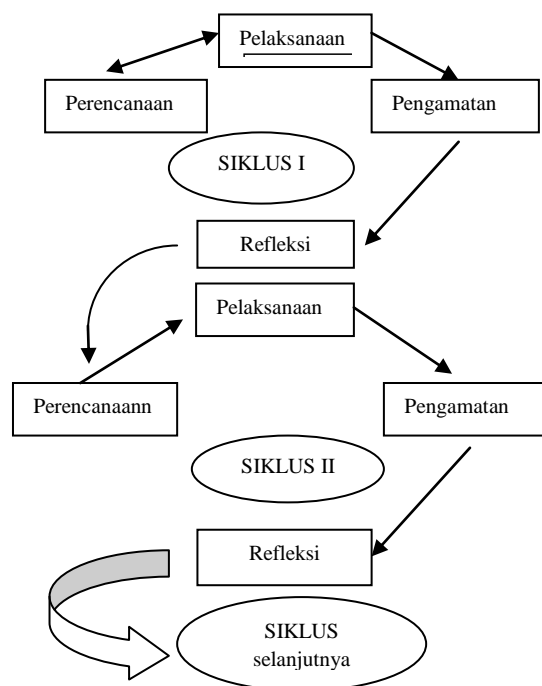 Pelaksanaan
Perencanaan
Pengamatan
SIKLUS I
Refleksi
Pelaksanaan
Perencanaann
Pengamatan
SIKLUS II
Refleksi
SIKLUS
selanjutnya